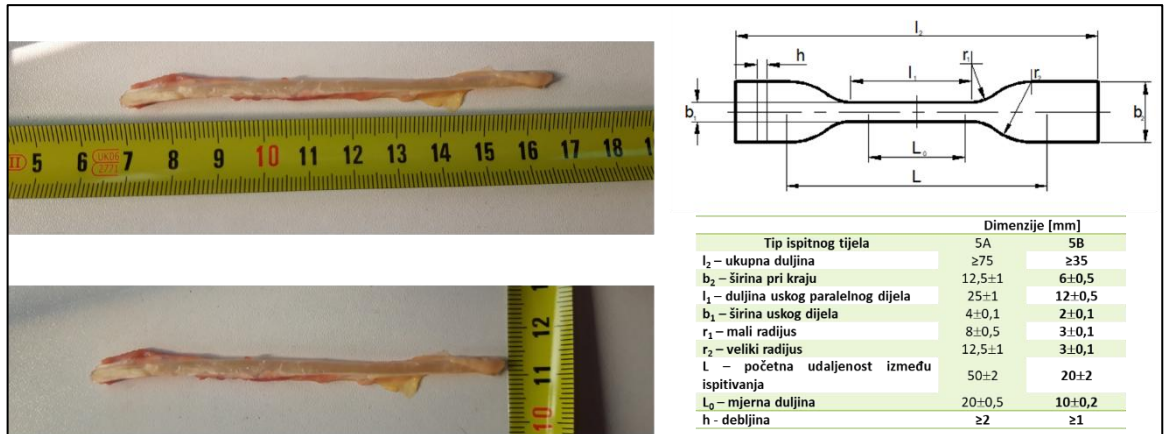 II 5 6 UK06 7 8 9 10 11 12 13 14 15 16 17 18
10 11 12
l₂
h
l₁
r₁
r₂
b₁
b₂
L₀
L
Dimenzije [mm]
Tip ispitnog tijela 5A 5B
l₂ – ukupna duljina ≥75 ≥35
b₂ – širina pri kraju 12,5±1 6±0,5
l₁ – duljina uskog paralelnog dijela 25±1 12±0,5
b₁ – širina uskog dijela 4±0,1 2±0,1
r₁ – mali radijus 8±0,5 3±0,1
r₂ – veliki radijus 12,5±1 3±0,1
L – početna udaljenost između
ispitivanja 50±2 20±2
L₀ – mjerna duljina 20±0,5 10±0,2
h - debljina ≥2 ≥1